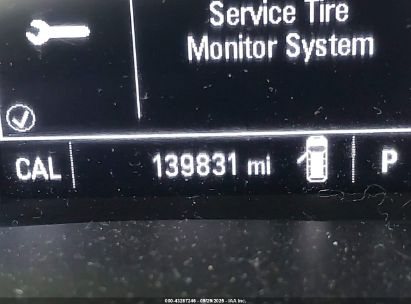 Service Tire
Monitor System
CAL
139831 mi
P